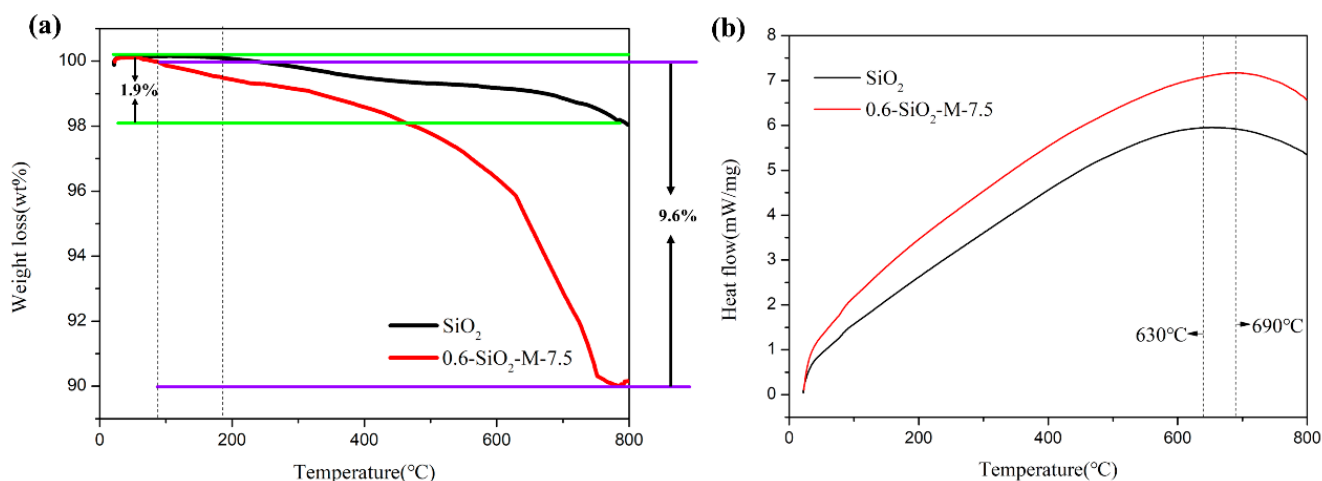 (a)
100
98
96
94
92
90
Weight loss(wt%)
1.9%
9.6%
SiO₂
0.6-SiO₂-M-7.5
0 200 400 600 800
Temperature(℃)
(b)
7
6
5
4
3
2
1
0
Heat flow(mW/mg)
SiO₂
0.6-SiO₂-M-7.5
630℃
690℃
0 200 400 600 800
Temperature(℃)